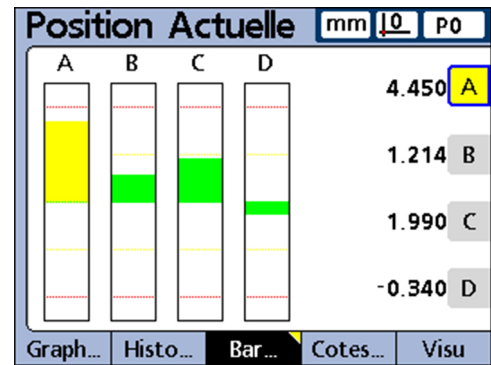 Position Actuelle mm 0 P0
A B C D
4.450 A
1.214 B
1.990 C
-0.340 D
Graph... Histo... Bar... Cotes... Visu